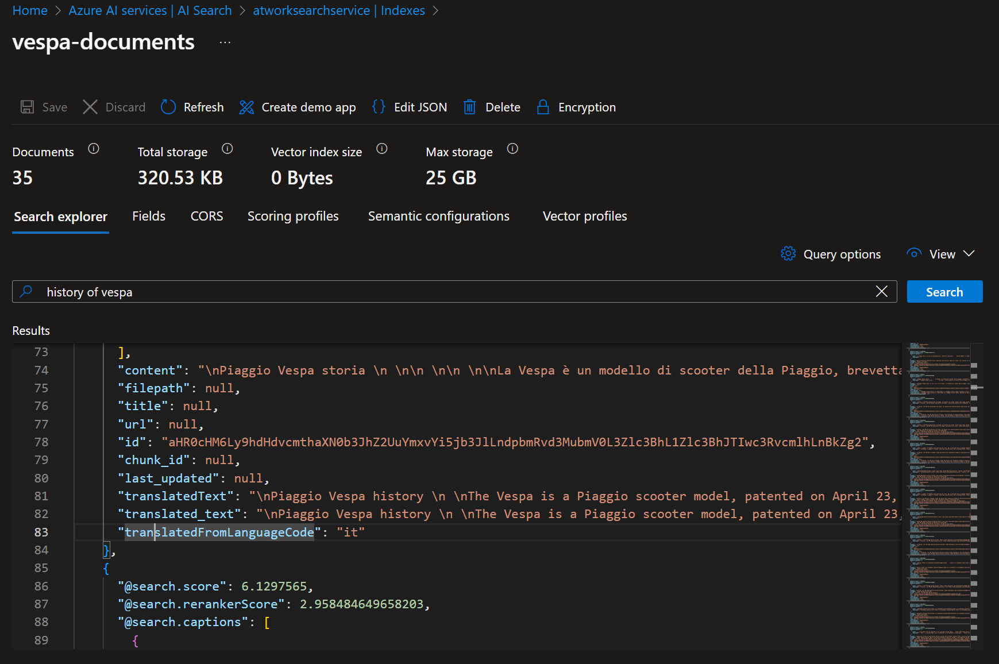 Home > Azure AI services | AI Search > atworksearchservice | Indexes >
vespa-documents ...
Save Discard Refresh Create demo app Edit JSON Delete Encryption
Documents Total storage Vector index size Max storage
35 320.53 KB 0 Bytes 25 GB
Search explorer Fields CORS Scoring profiles Semantic configurations Vector profiles
Query options View
history of vespa Search
Results
73 ],
74 "content": "\nPiaggio Vespa storia \n \n\n \n\n \n\nLa Vespa è un modello di scooter della Piaggio, brevetta
75 "filepath": null,
76 "title": null,
77 "url": null,
78 "id": "aHR0cHM6Ly9hdHdvcmthaXN0b3JhZ2UuYmxvYi5jb3JlLndpbmRvd3MubmV0L3Zlc3BhL1Zlc3BhJTIwc3RvcmlhLnBkZg2",
79 "chunk_id": null,
80 "last_updated": null,
81 "translatedText": "\nPiaggio Vespa history \n \nThe Vespa is a Piaggio scooter model, patented on April 23,
82 "translated_text": "\nPiaggio Vespa history \n \nThe Vespa is a Piaggio scooter model, patented on April 23,
83 "translatedFromLanguageCode": "it"
84 },
85 {
86 "@search.score": 6.1297565,
87 "@search.rerankerScore": 2.958484649658203,
88 "@search.captions": [
89 {